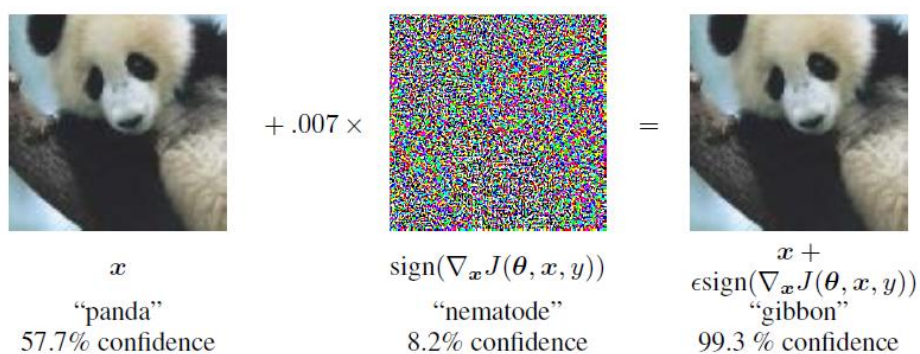 + .007 ×
=
x
sign(∇ₓJ(θ, x, y))
x +
ϵsign(∇ₓJ(θ, x, y))
“panda”
“nematode”
“gibbon”
57.7% confidence
8.2% confidence
99.3 % confidence